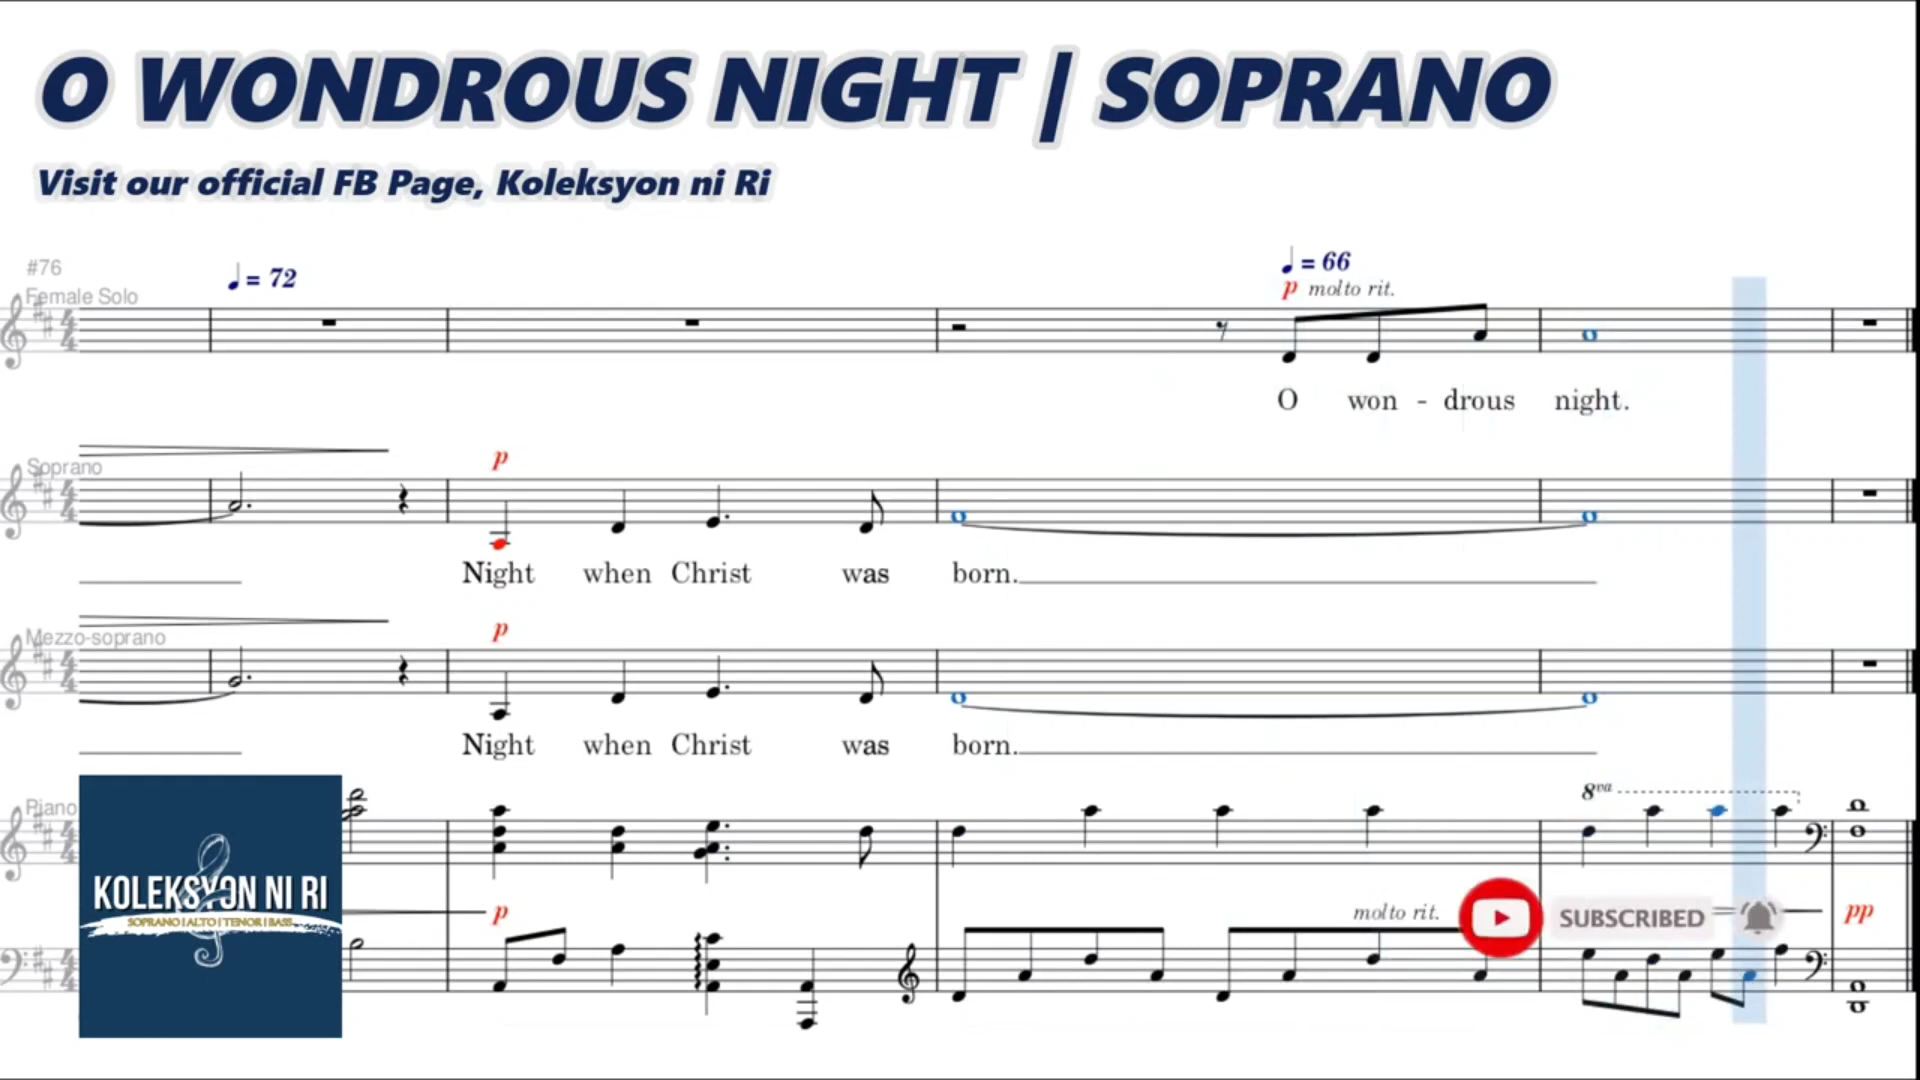 O WONDROUS NIGHT | SOPRANO
Visit our official FB Page, Koleksyon ni Ri
#76
♩ = 72
♩ = 66
Female Solo
p molto rit.
O won - drous night.
Soprano
p
Night when Christ was born.
Mezzo-soprano
p
Night when Christ was born.
8va
Piano
KOLEKSYON NI RI
SOPRANO | ALTO | TENOR | BASS
p
molto rit.
SUBSCRIBED
pp